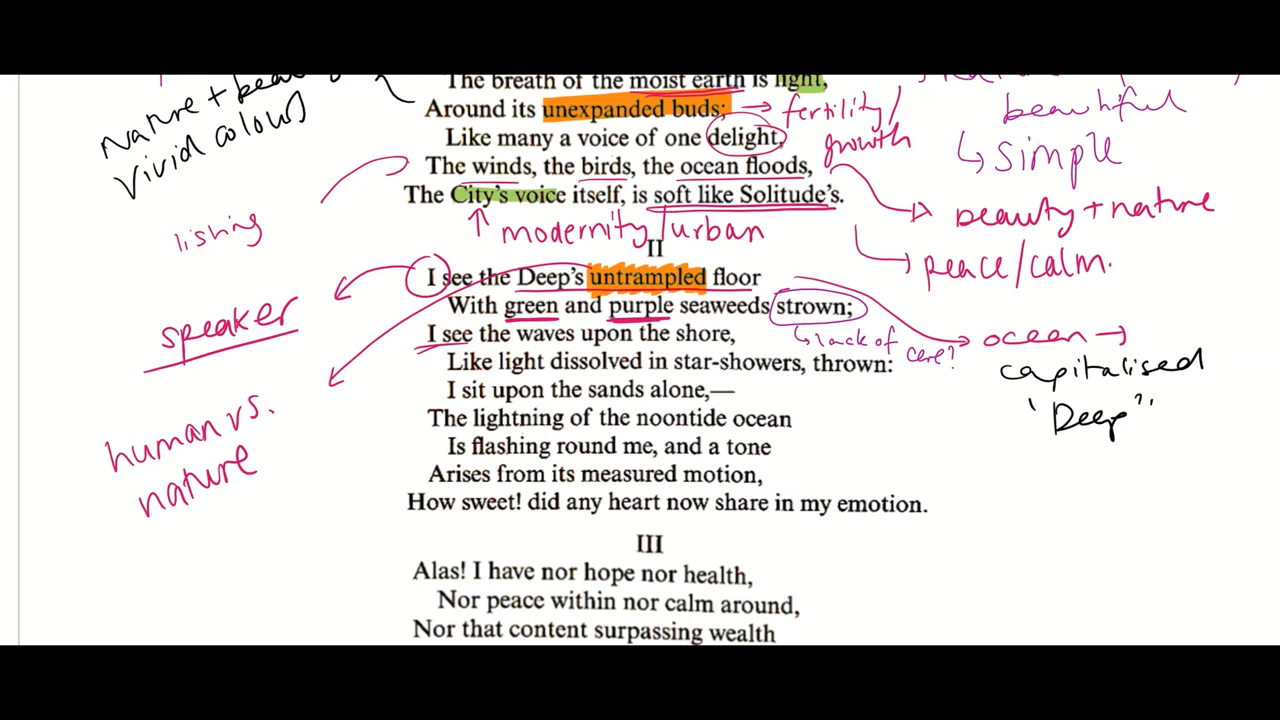 The breath of the moist earth is light,
Around its unexpanded buds;
Like many a voice of one delight,
The winds, the birds, the ocean floods,
The City's voice itself, is soft like Solitude's.
II
I see the Deep's untrampled floor
With green and purple seaweeds strown;
I see the waves upon the shore,
Like light dissolved in star-showers, thrown:
I sit upon the sands alone,—
The lightning of the noontide ocean
Is flashing round me, and a tone
Arises from its measured motion,
How sweet! did any heart now share in my emotion.
III
Alas! I have nor hope nor health,
Nor peace within nor calm around,
Nor that content surpassing wealth
nature +
vivid colours
listing
speaker
human vs.
nature
→ fertility/
growth
modernity/urban
beautiful
↳ simple
beauty + nature
peace/calm.
↳ lack of
care?
ocean →
capitalised
'Deep'